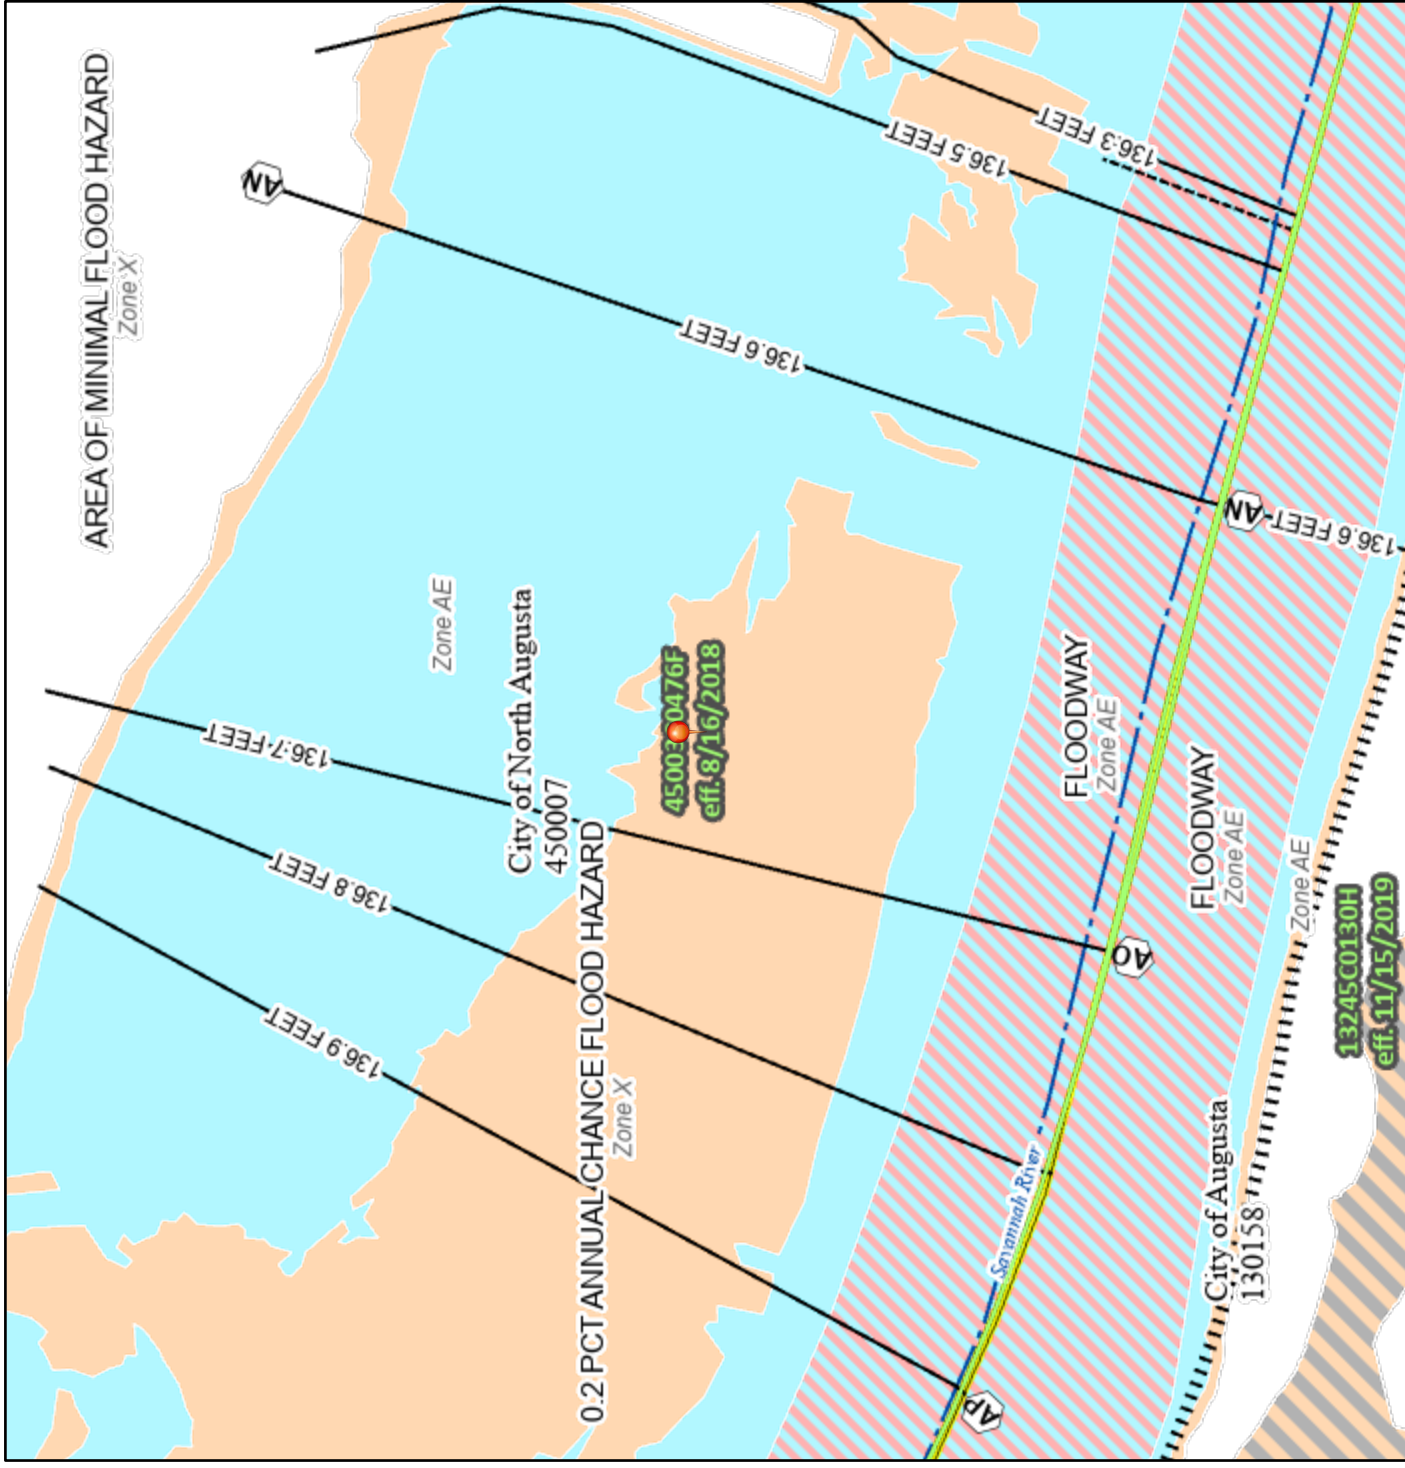 AREA OF MINIMAL FLOOD HAZARD
Zone X
AN
136.7 FEET
136.8 FEET
136.9 FEET
Zone AE
City of North Augusta
450007
0.2 PCT ANNUAL CHANCE FLOOD HAZARD
Zone X
eff. 8/16/2018
136.6 FEET
136.5 FEET
136.3 FEET
FLOODWAY
Zone AE
Savannah River
AP
AO
AN
136.6 FEET
FLOODWAY
Zone AE
City of Augusta
130158
Zone AE
13245C0130H
eff. 11/15/2019